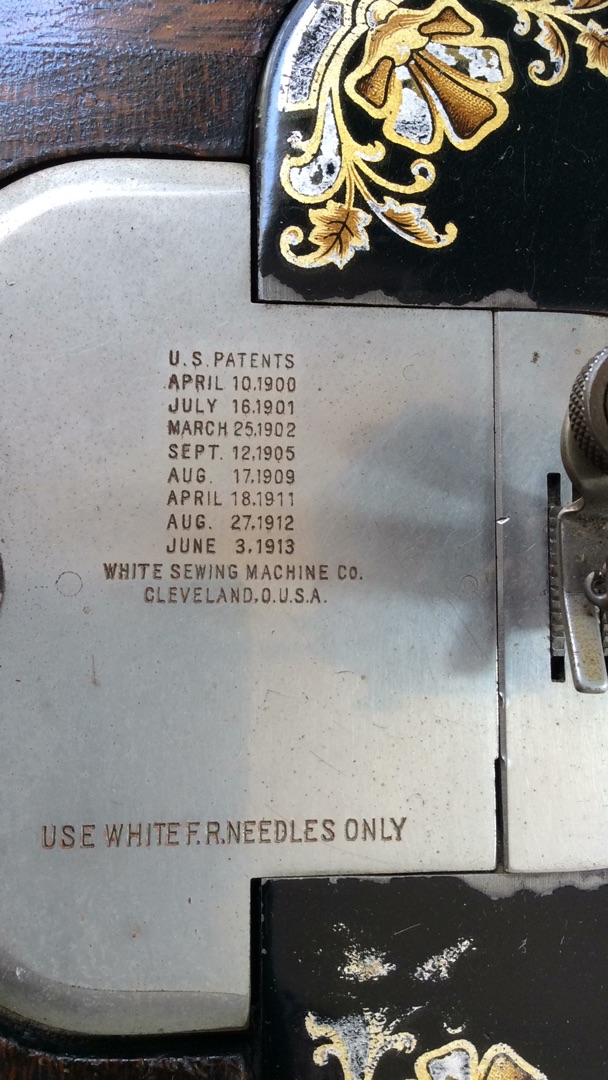 U.S. PATENTS
APRIL 10,1900
JULY 16,1901
MARCH 25,1902
SEPT. 12,1905
AUG. 17,1909
APRIL 18,1911
AUG. 27,1912
JUNE 3,1913
WHITE SEWING MACHINE CO.
CLEVELAND,O.U.S.A.
USE WHITE F.R.NEEDLES ONLY